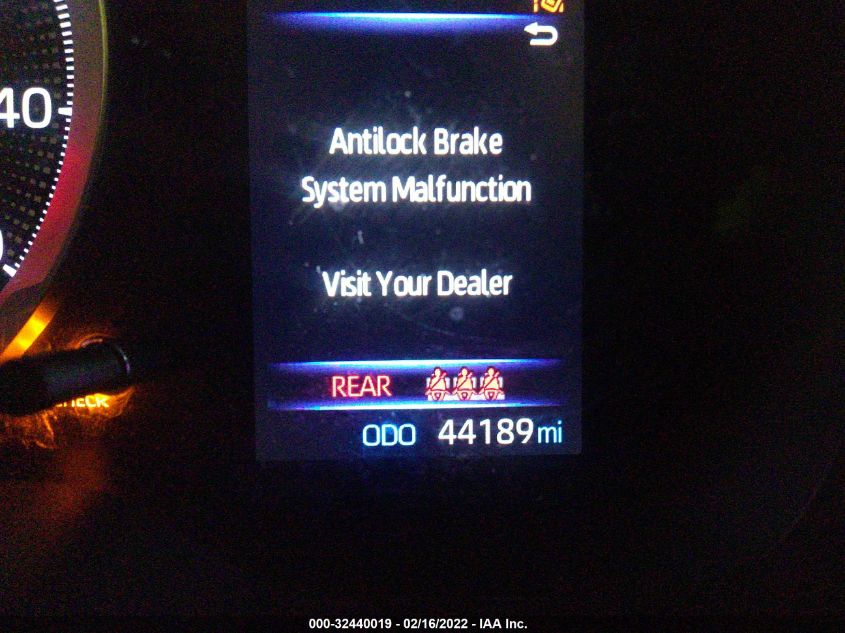 40
Antilock Brake
System Malfunction
Visit Your Dealer
REAR
ODO 44189 mi
000-32440019 - 02/16/2022 - IAA Inc.